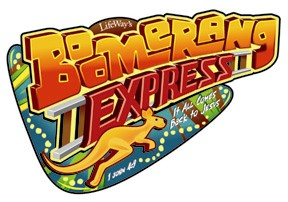 LifeWay's
BOOMERANG
EXPRESS
It All Comes
Back to Jesus
1 John 4:9